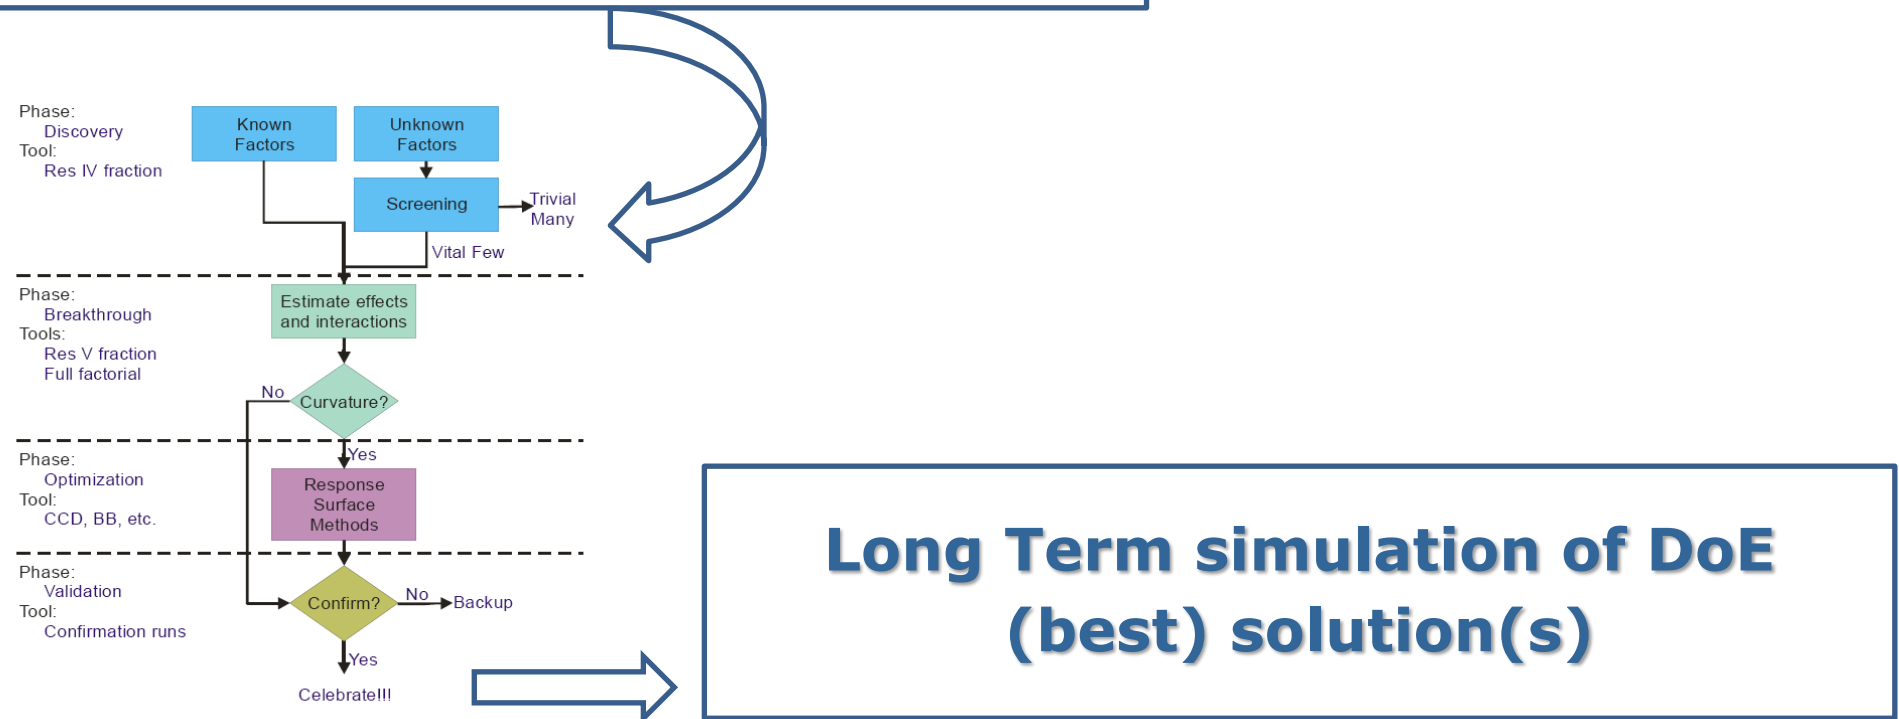 Phase:
Discovery
Tool:
Res IV fraction
Known
Factors
Unknown
Factors
Screening
Trivial
Many
Vital Few
Phase:
Breakthrough
Tools:
Res V fraction
Full factorial
Estimate effects
and interactions
No
Curvature?
Yes
Phase:
Optimization
Tool:
CCD, BB, etc.
Response
Surface
Methods
Phase:
Validation
Tool:
Confirmation runs
Confirm?
No
Backup
Yes
Celebrate!!!
Long Term simulation of DoE
(best) solution(s)